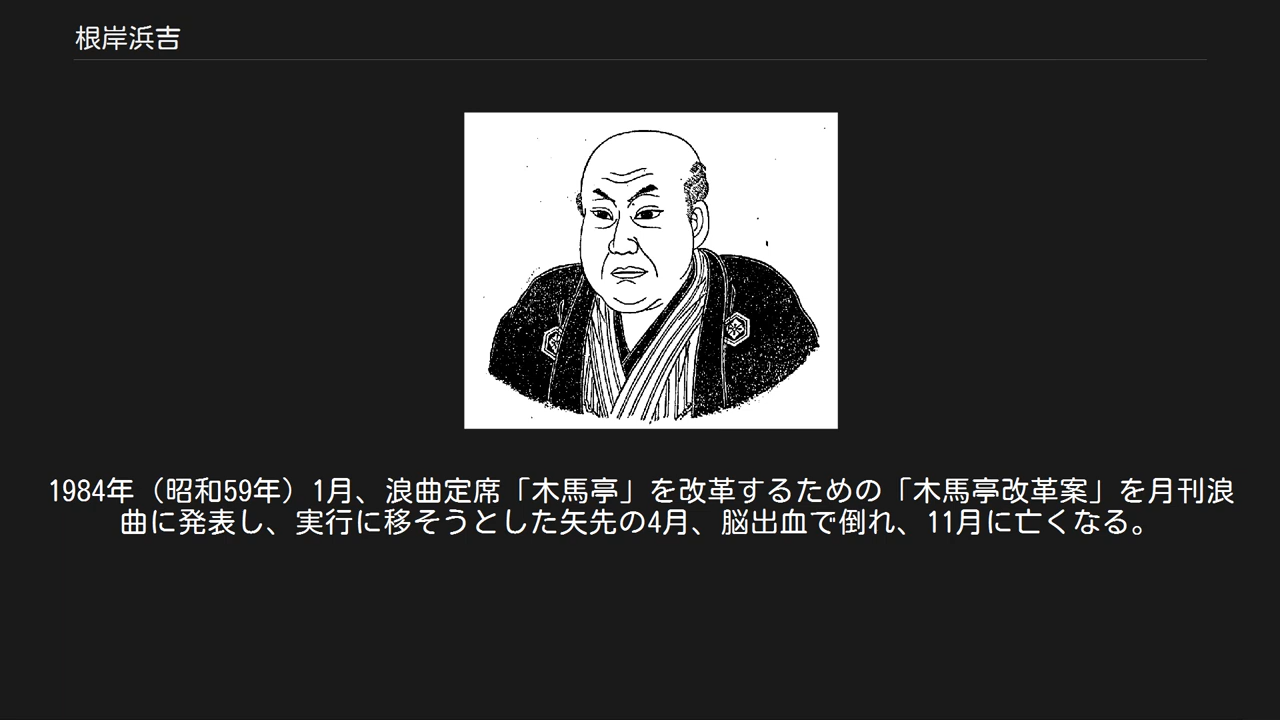 根岸浜吉
1984年（昭和59年）1月、浪曲定席「木馬亭」を改革するための「木馬亭改革案」を月刊浪
曲に発表し、実行に移そうとした矢先の4月、脳出血で倒れ、11月に亡くなる。